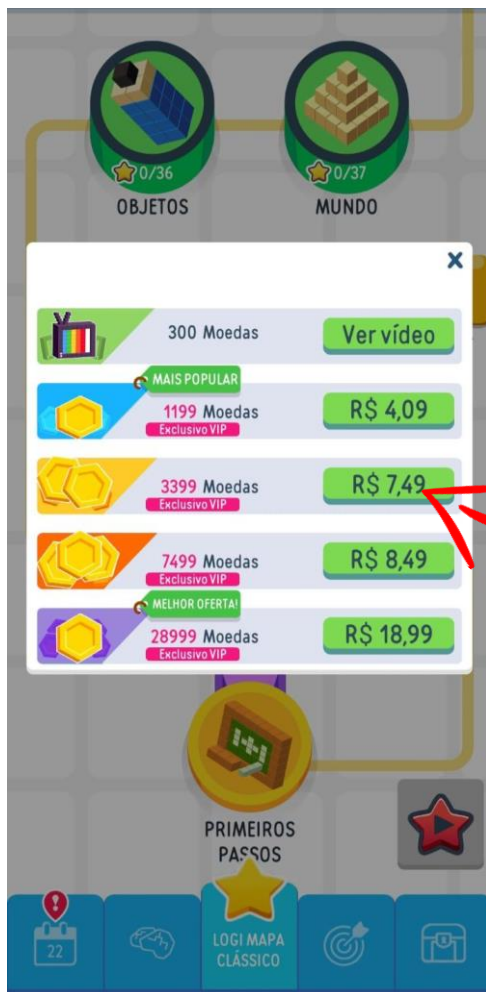 0/36
0/37
OBJETOS
MUNDO
X
300 Moedas
Ver vídeo
MAIS POPULAR
1199 Moedas
Exclusivo VIP
R$ 4,09
3399 Moedas
Exclusivo VIP
R$ 7,49
7499 Moedas
Exclusivo VIP
R$ 8,49
MELHOR OFERTA!
28999 Moedas
Exclusivo VIP
R$ 18,99
1+1
PRIMEIROS
PASSOS
22
LOGI MAPA
CLÁSSICO